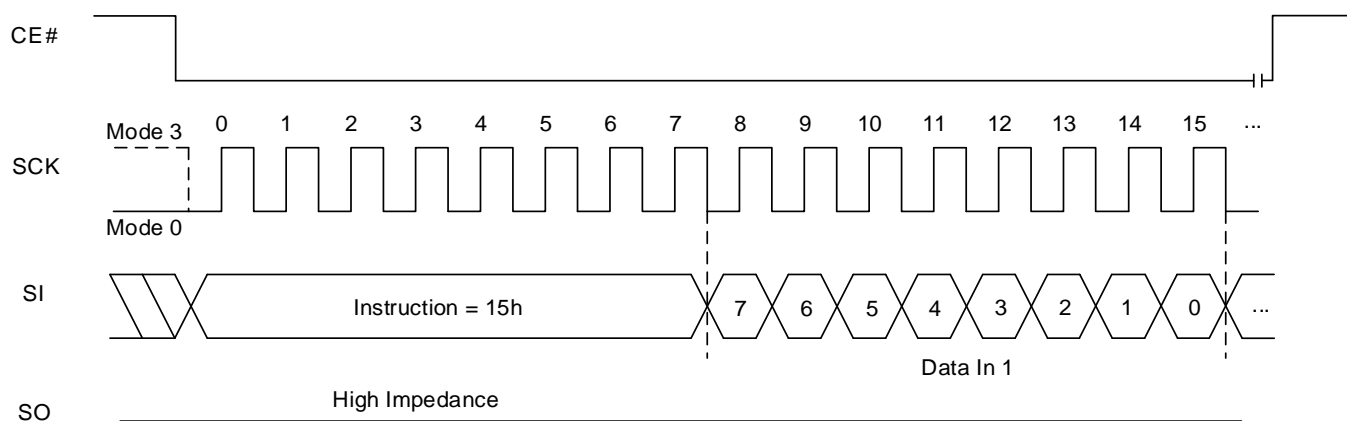 CE#
Mode 3 0 1 2 3 4 5 6 7 8 9 10 11 12 13 14 15 ...
SCK
Mode 0
SI Instruction = 15h 7 6 5 4 3 2 1 0 ...
Data In 1
High Impedance
SO